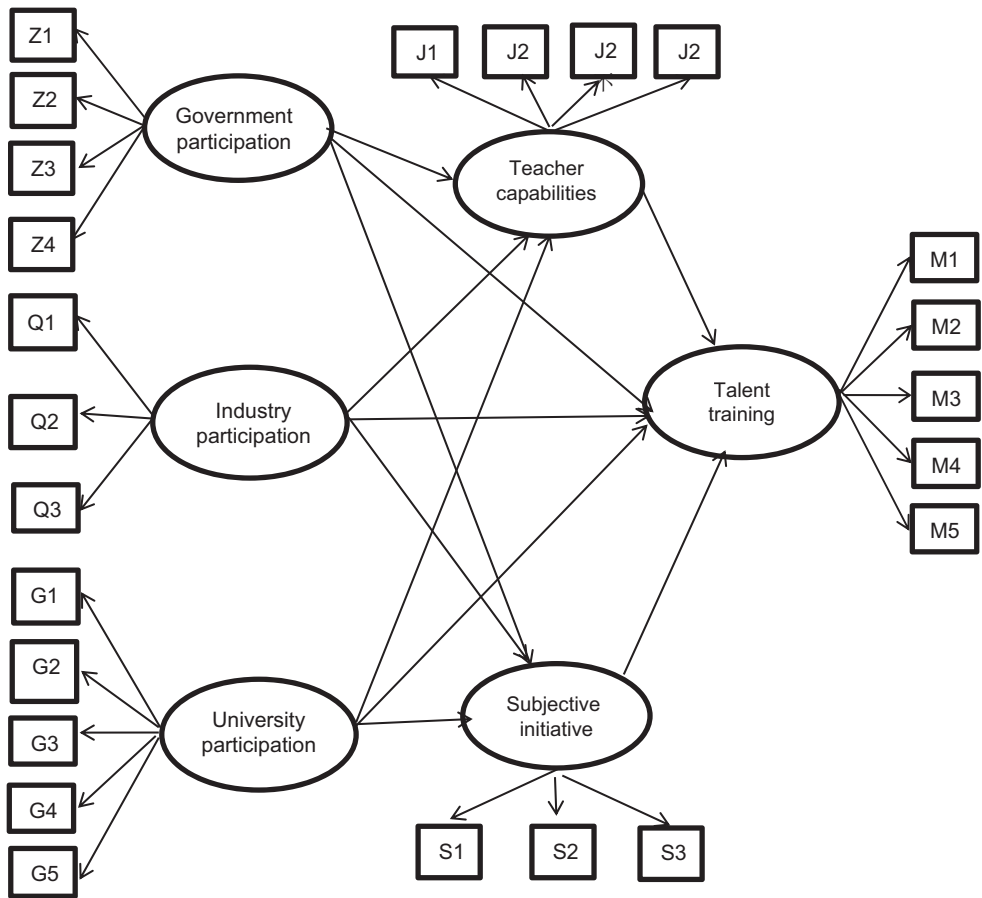 Z1
Z2
Z3
Z4
Government
participation
J1
J2
J2
J2
Teacher
capabilities
Q1
Q2
Q3
Industry
participation
Talent
training
M1
M2
M3
M4
M5
G1
G2
G3
G4
G5
University
participation
Subjective
initiative
S1
S2
S3